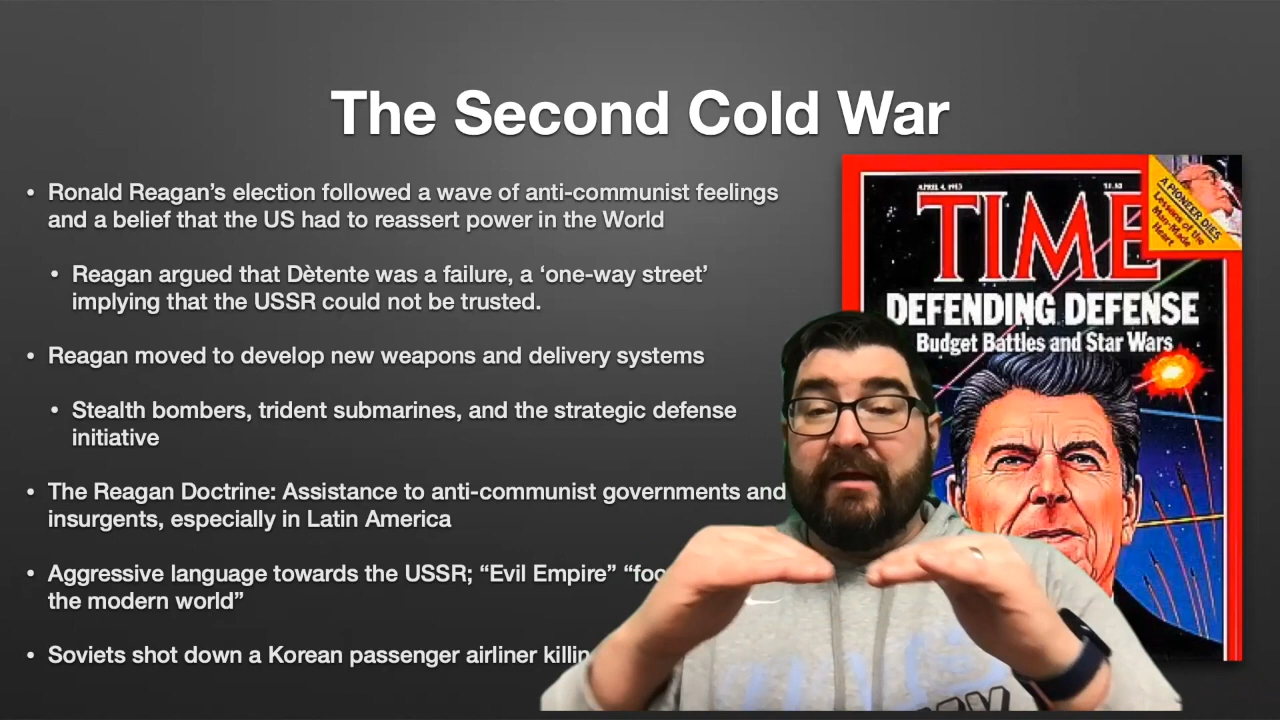 The Second Cold War
• Ronald Reagan’s election followed a wave of anti-communist feelings
and a belief that the US had to reassert power in the World
• Reagan argued that Dètente was a failure, a ‘one-way street’
implying that the USSR could not be trusted.
• Reagan moved to develop new weapons and delivery systems
• Stealth bombers, trident submarines, and the strategic defense
initiative
• The Reagan Doctrine: Assistance to anti-communist governments and
insurgents, especially in Latin America
• Aggressive language towards the USSR; “Evil Empire”
the modern world”
• Soviets shot down a Korean passenger airliner
APRIL 4, 1983
$1.50
TIME
A PIONEER DIES
Lessons of the
Man-Made
Heart
DEFENDING DEFENSE
Budget Battles and Star Wars